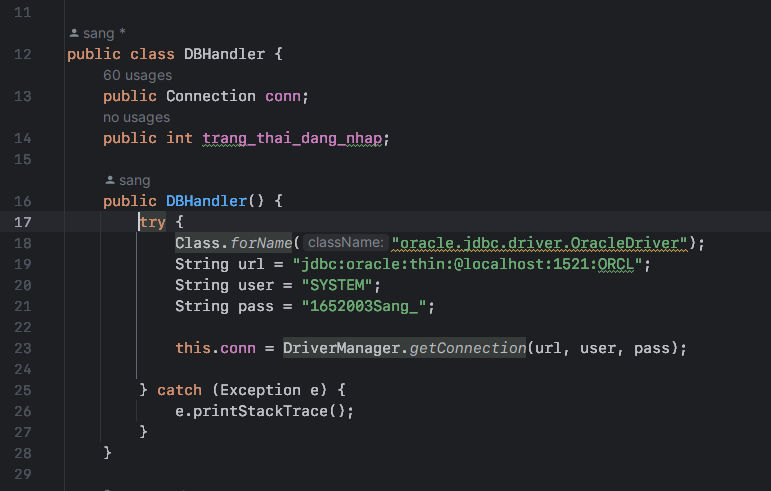 11
sang *
12 public class DBHandler {
60 usages
13 public Connection conn;
no usages
14 public int trang_thai_dang_nhap;
15
sang
16 public DBHandler() {
17 try {
18 Class.forName( className: "oracle.jdbc.driver.OracleDriver");
19 String url = "jdbc:oracle:thin:@localhost:1521:ORCL";
20 String user = "SYSTEM";
21 String pass = "1652003Sang_";
22
23 this.conn = DriverManager.getConnection(url, user, pass);
24
25 } catch (Exception e) {
26 e.printStackTrace();
27 }
28 }
29